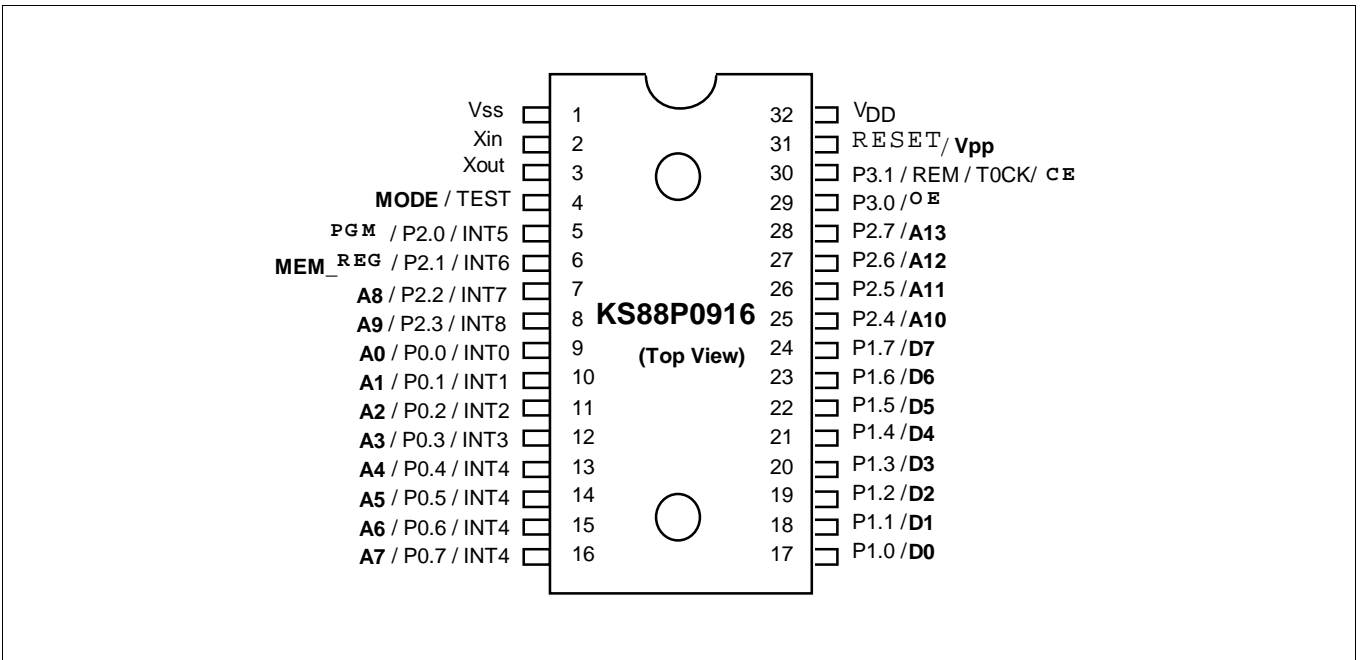 Vss 1 32 VDD
Xin 2 31 RESET/ Vpp
Xout 3 30 P3.1 / REM / T0CK/ CE
MODE / TEST 4 29 P3.0 / OE
PGM / P2.0 / INT5 5 28 P2.7 / A13
MEM_REG / P2.1 / INT6 6 27 P2.6 / A12
A8 / P2.2 / INT7 7 26 P2.5 / A11
A9 / P2.3 / INT8 8 KS88P0916 25 P2.4 / A10
A0 / P0.0 / INT0 9 (Top View) 24 P1.7 / D7
A1 / P0.1 / INT1 10 23 P1.6 / D6
A2 / P0.2 / INT2 11 22 P1.5 / D5
A3 / P0.3 / INT3 12 21 P1.4 / D4
A4 / P0.4 / INT4 13 20 P1.3 / D3
A5 / P0.5 / INT4 14 19 P1.2 / D2
A6 / P0.6 / INT4 15 18 P1.1 / D1
A7 / P0.7 / INT4 16 17 P1.0 / D0